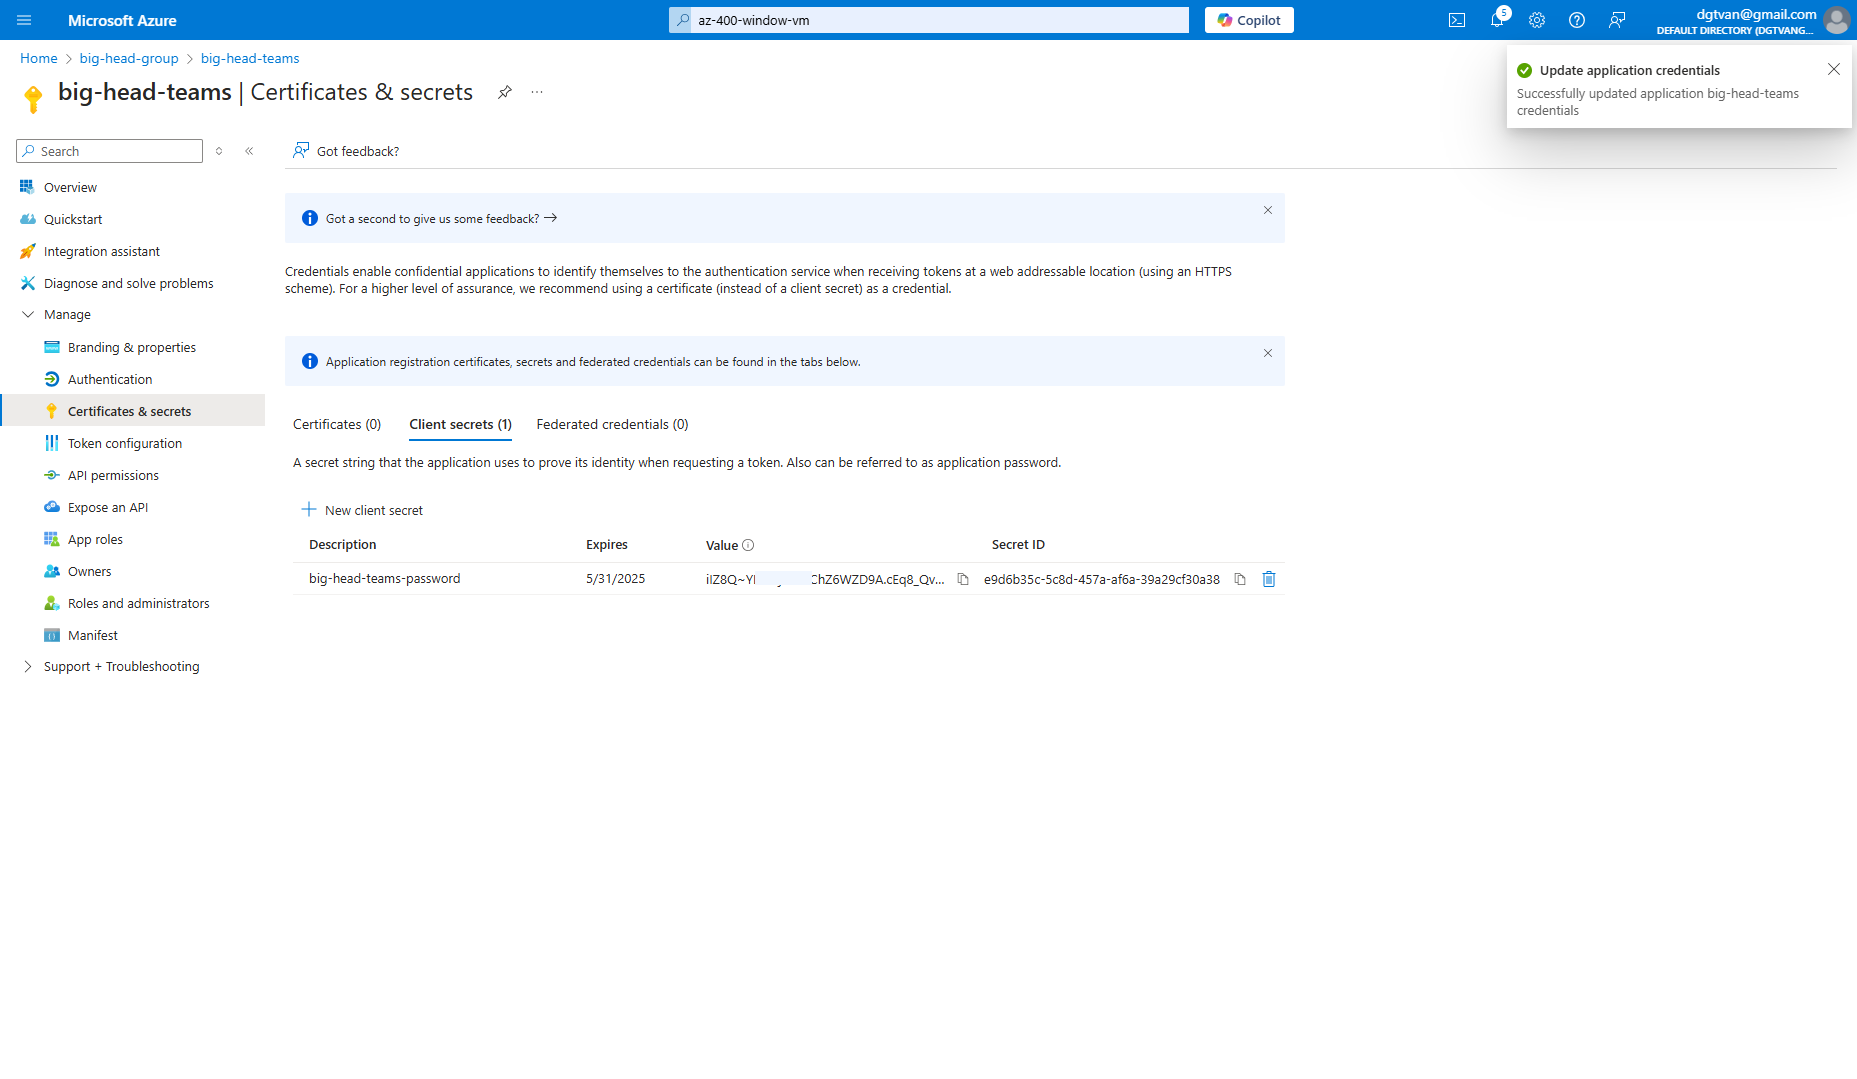 Microsoft Azure
az-400-window-vm
Copilot
5
dgtvan@gmail.com
DEFAULT DIRECTORY (DGTVANG...
Home > big-head-group > big-head-teams
big-head-teams | Certificates & secrets
...
Update application credentials
Successfully updated application big-head-teams
credentials
Search
Got feedback?
Overview
Quickstart
Integration assistant
Diagnose and solve problems
Manage
Branding & properties
Authentication
Certificates & secrets
Token configuration
API permissions
Expose an API
App roles
Owners
Roles and administrators
Manifest
Support + Troubleshooting
Got a second to give us some feedback? →
Credentials enable confidential applications to identify themselves to the authentication service when receiving tokens at a web addressable location (using an HTTPS
scheme). For a higher level of assurance, we recommend using a certificate (instead of a client secret) as a credential.
Application registration certificates, secrets and federated credentials can be found in the tabs below.
Certificates (0) Client secrets (1) Federated credentials (0)
A secret string that the application uses to prove its identity when requesting a token. Also can be referred to as application password.
New client secret
Description Expires Value Secret ID
big-head-teams-password 5/31/2025 e9d6b35c-5c8d-457a-af6a-39a29cf30a38